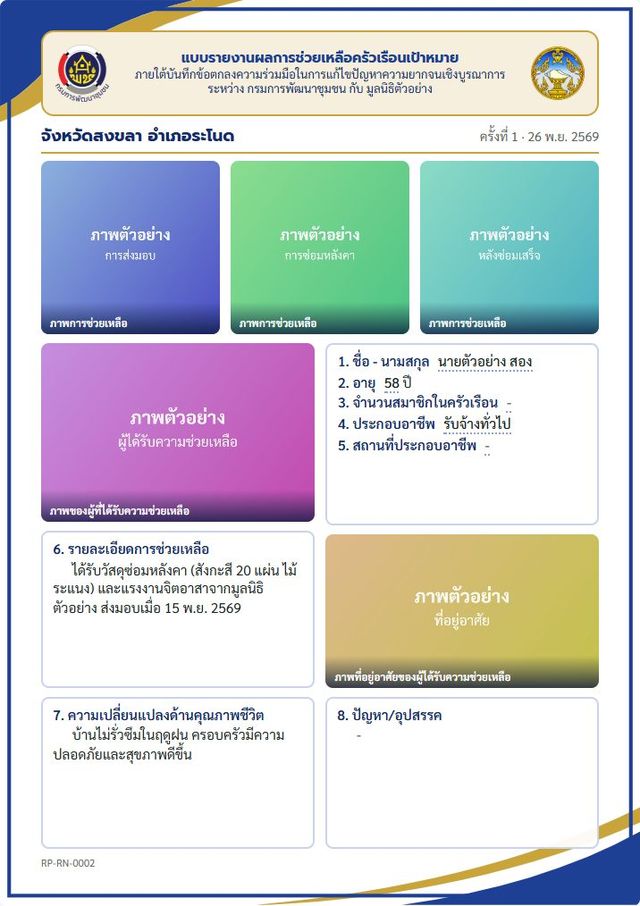 แบบรายงานผลการช่วยเหลือครัวเรือนเป้าหมาย
ภายใต้บันทึกข้อตกลงความร่วมมือในการแก้ไขปัญหาความยากจนเชิงบูรณาการ
ระหว่าง กรมการพัฒนาชุมชน กับ มูลนิธิตัวอย่าง
กรมการพัฒนาชุมชน
จังหวัดสงขลา อำเภอระโนด
ครั้งที่ 1 · 26 พ.ย. 2569
ภาพตัวอย่าง
การส่งมอบ
ภาพการช่วยเหลือ
ภาพตัวอย่าง
การซ่อมหลังคา
ภาพการช่วยเหลือ
ภาพตัวอย่าง
หลังซ่อมเสร็จ
ภาพการช่วยเหลือ
ภาพตัวอย่าง
ผู้ได้รับความช่วยเหลือ
ภาพของผู้ที่ได้รับความช่วยเหลือ
1. ชื่อ - นามสกุล นายตัวอย่าง สอง
2. อายุ 58 ปี
3. จำนวนสมาชิกในครัวเรือน -
4. ประกอบอาชีพ รับจ้างทั่วไป
5. สถานที่ประกอบอาชีพ -
6. รายละเอียดการช่วยเหลือ
ได้รับวัสดุซ่อมหลังคา (สังกะสี 20 แผ่น ไม้
ระแนง) และแรงงานจิตอาสาจากมูลนิธิ
ตัวอย่าง ส่งมอบเมื่อ 15 พ.ย. 2569
ภาพตัวอย่าง
ที่อยู่อาศัย
ภาพที่อยู่อาศัยของผู้ได้รับความช่วยเหลือ
7. ความเปลี่ยนแปลงด้านคุณภาพชีวิต
บ้านไม่รั่วซึมในฤดูฝน ครอบครัวมีความ
ปลอดภัยและสุขภาพดีขึ้น
8. ปัญหา/อุปสรรค
-
RP-RN-0002